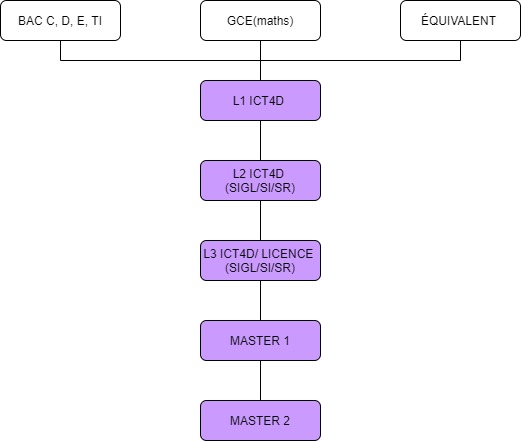 BAC C, D, E, TI
GCE(maths)
ÉQUIVALENT
L1 ICT4D
L2 ICT4D
(SIGL/SI/SR)
L3 ICT4D/ LICENCE
(SIGL/SI/SR)
MASTER 1
MASTER 2